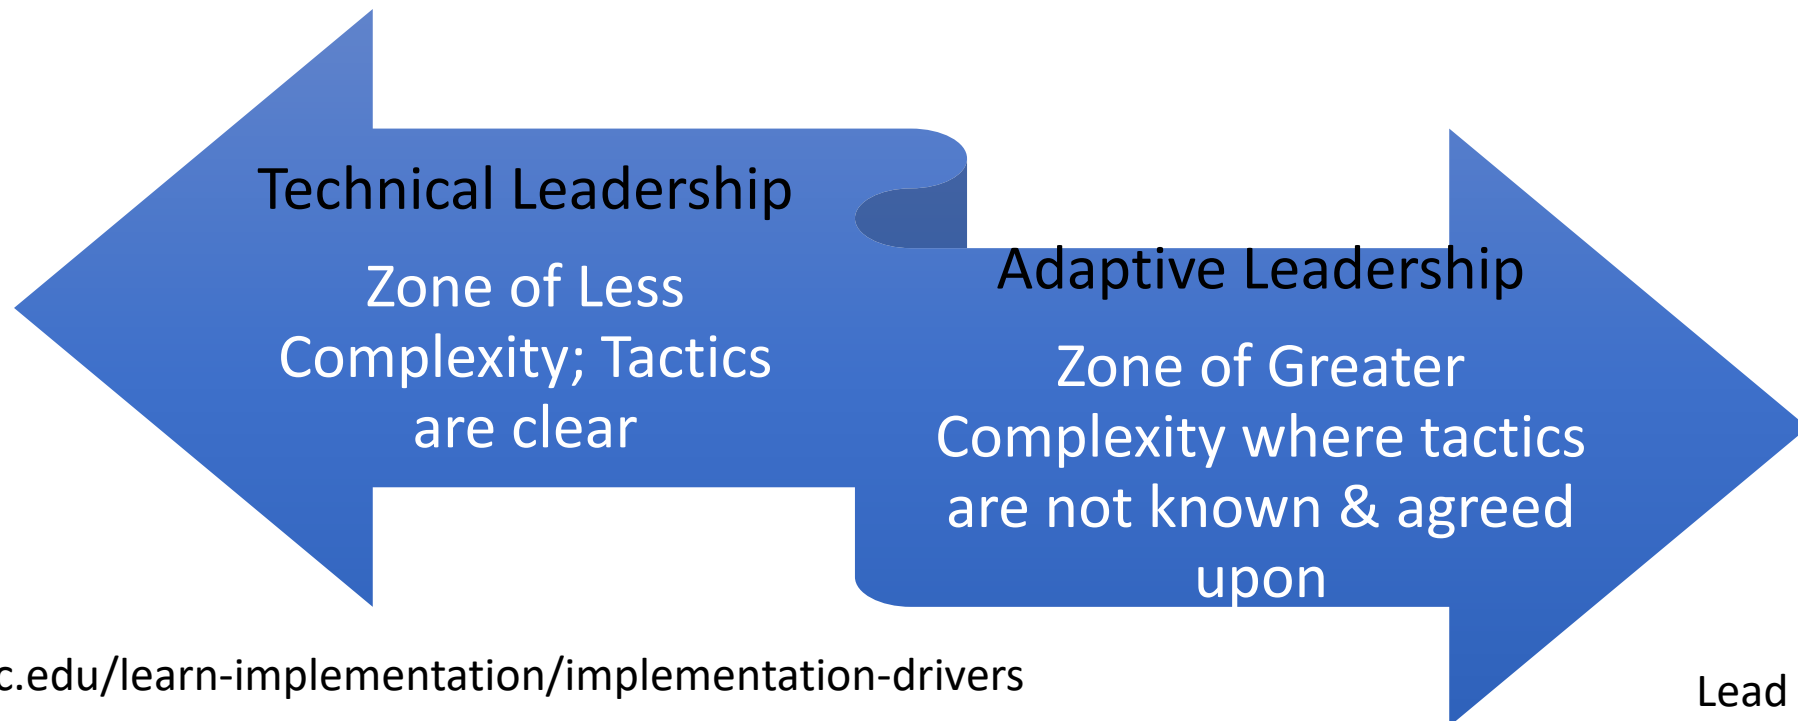 Technical Leadership
Zone of Less
Complexity; Tactics
are clear
Adaptive Leadership
Zone of Greater
Complexity where tactics
are not known & agreed
upon
c.edu/learn-implementation/implementation-drivers
Lead